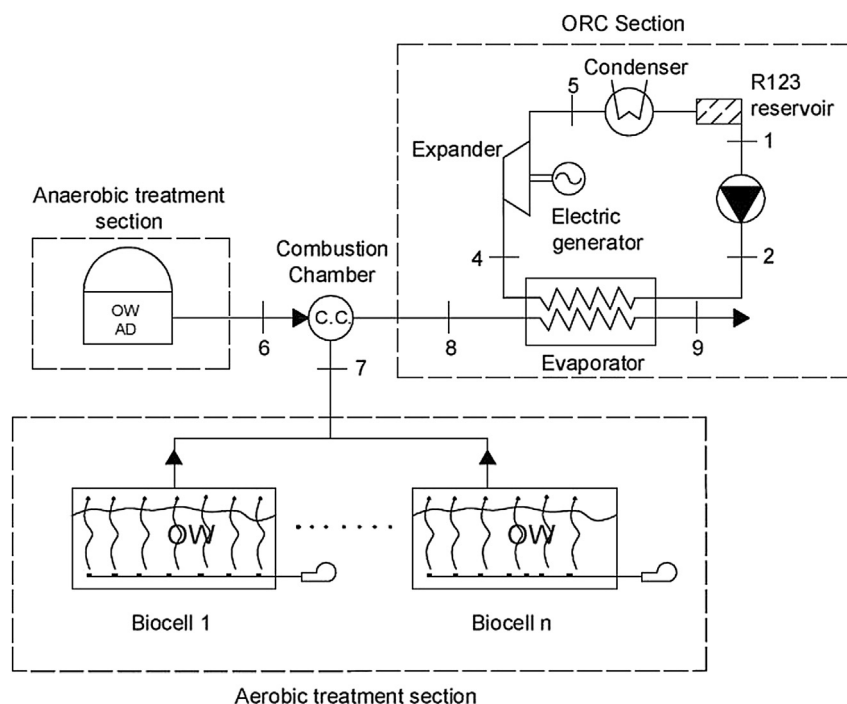 ORC Section
Condenser
5
R123
reservoir
1
Expander
Electric
generator
4
2
Anaerobic treatment
section
Combustion
Chamber
OW
AD
C.C.
6
7
8
9
Evaporator
OW
OW
Biocell 1
Biocell n
Aerobic treatment section